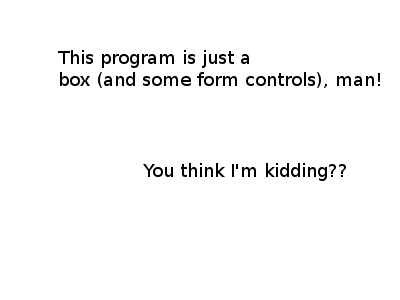 This program is just a
box (and some form controls), man!
You think I'm kidding??